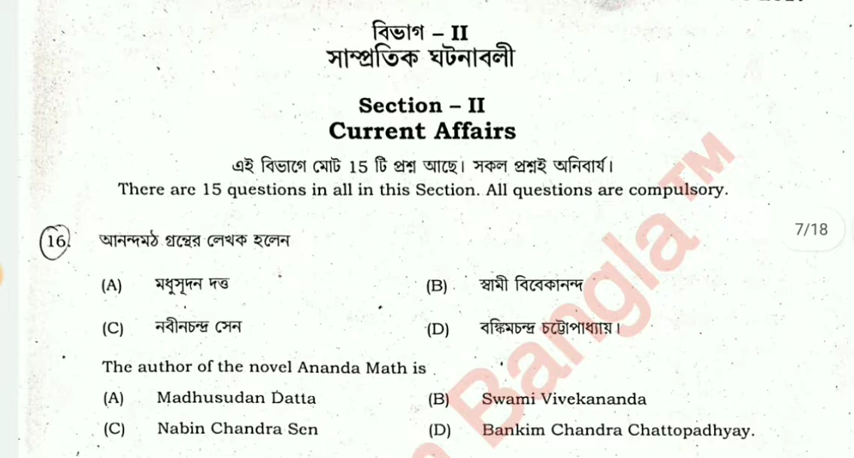 বিভাগ – II
সাম্প্রতিক ঘটনাবলী
Section – II
Current Affairs
এই বিভাগে মোট 15 টি প্রশ্ন আছে। সকল প্রশ্নই অনিবার্য।
There are 15 questions in all in this Section. All questions are compulsory.
7/18
16. আনন্দমঠ গ্রন্থের লেখক হলেন
(A) মধুসূদন দত্ত (B) স্বামী বিবেকানন্দ
(C) নবীনচন্দ্র সেন (D) বঙ্কিমচন্দ্র চট্টোপাধ্যায়।
The author of the novel Ananda Math is
(A) Madhusudan Datta (B) Swami Vivekananda
(C) Nabin Chandra Sen (D) Bankim Chandra Chattopadhyay.
Bangla™